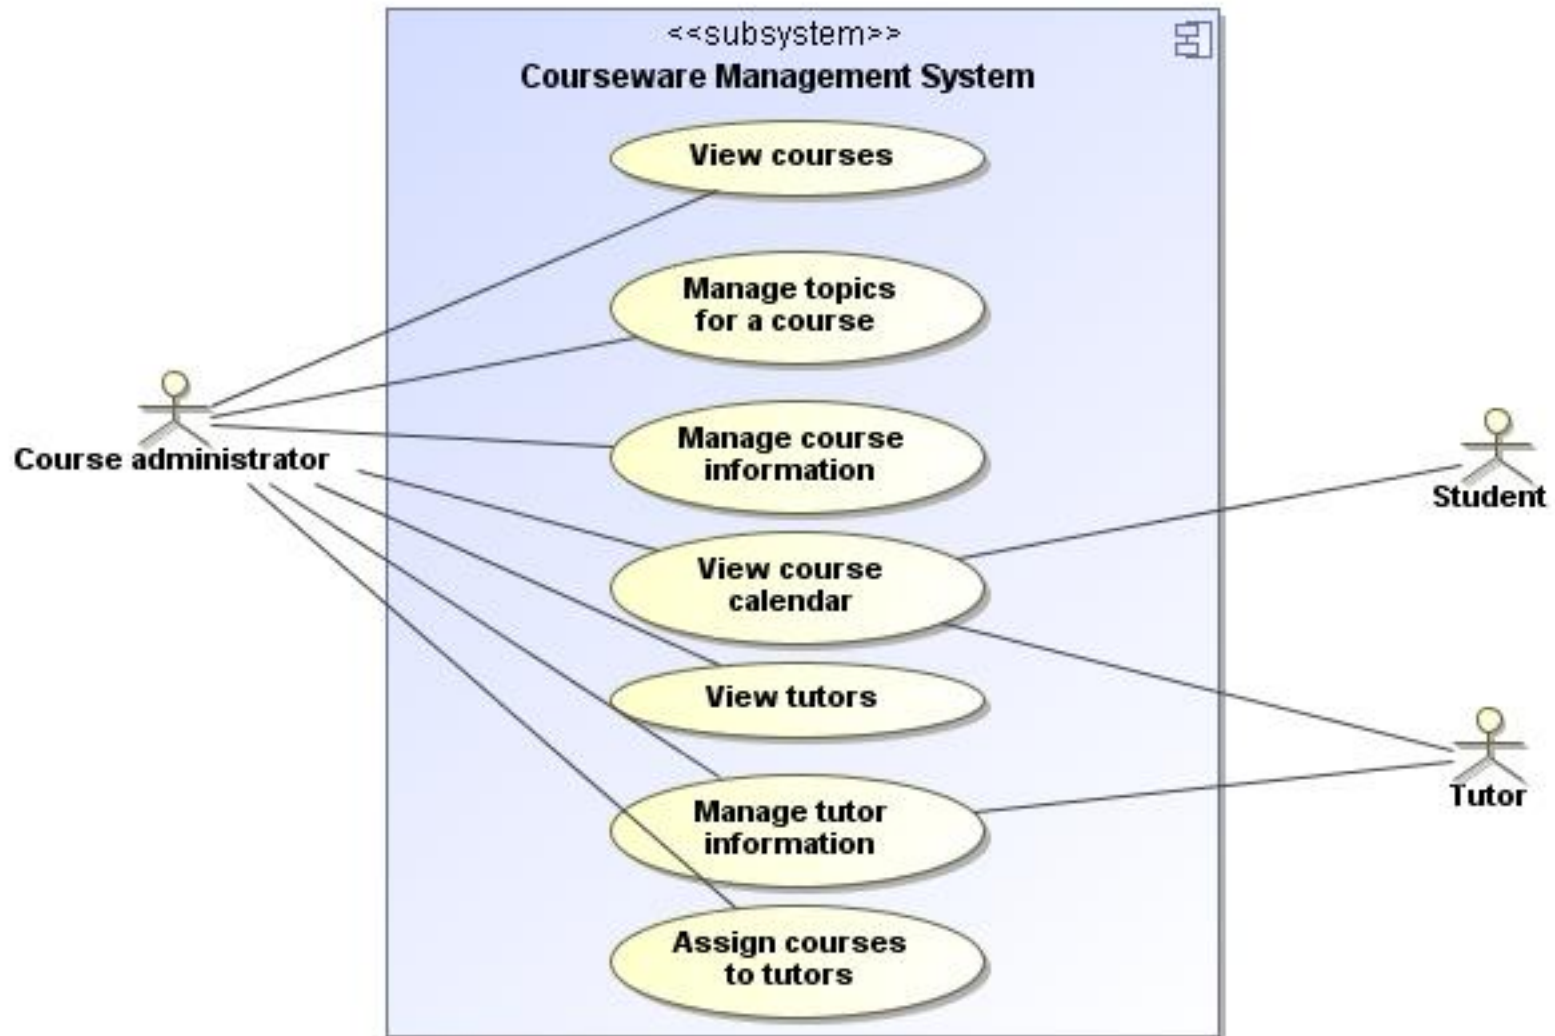 <<subsystem>>
Courseware Management System
View courses
Manage topics
for a course
Manage course
information
View course
calendar
View tutors
Manage tutor
information
Assign courses
to tutors
Course administrator
Student
Tutor